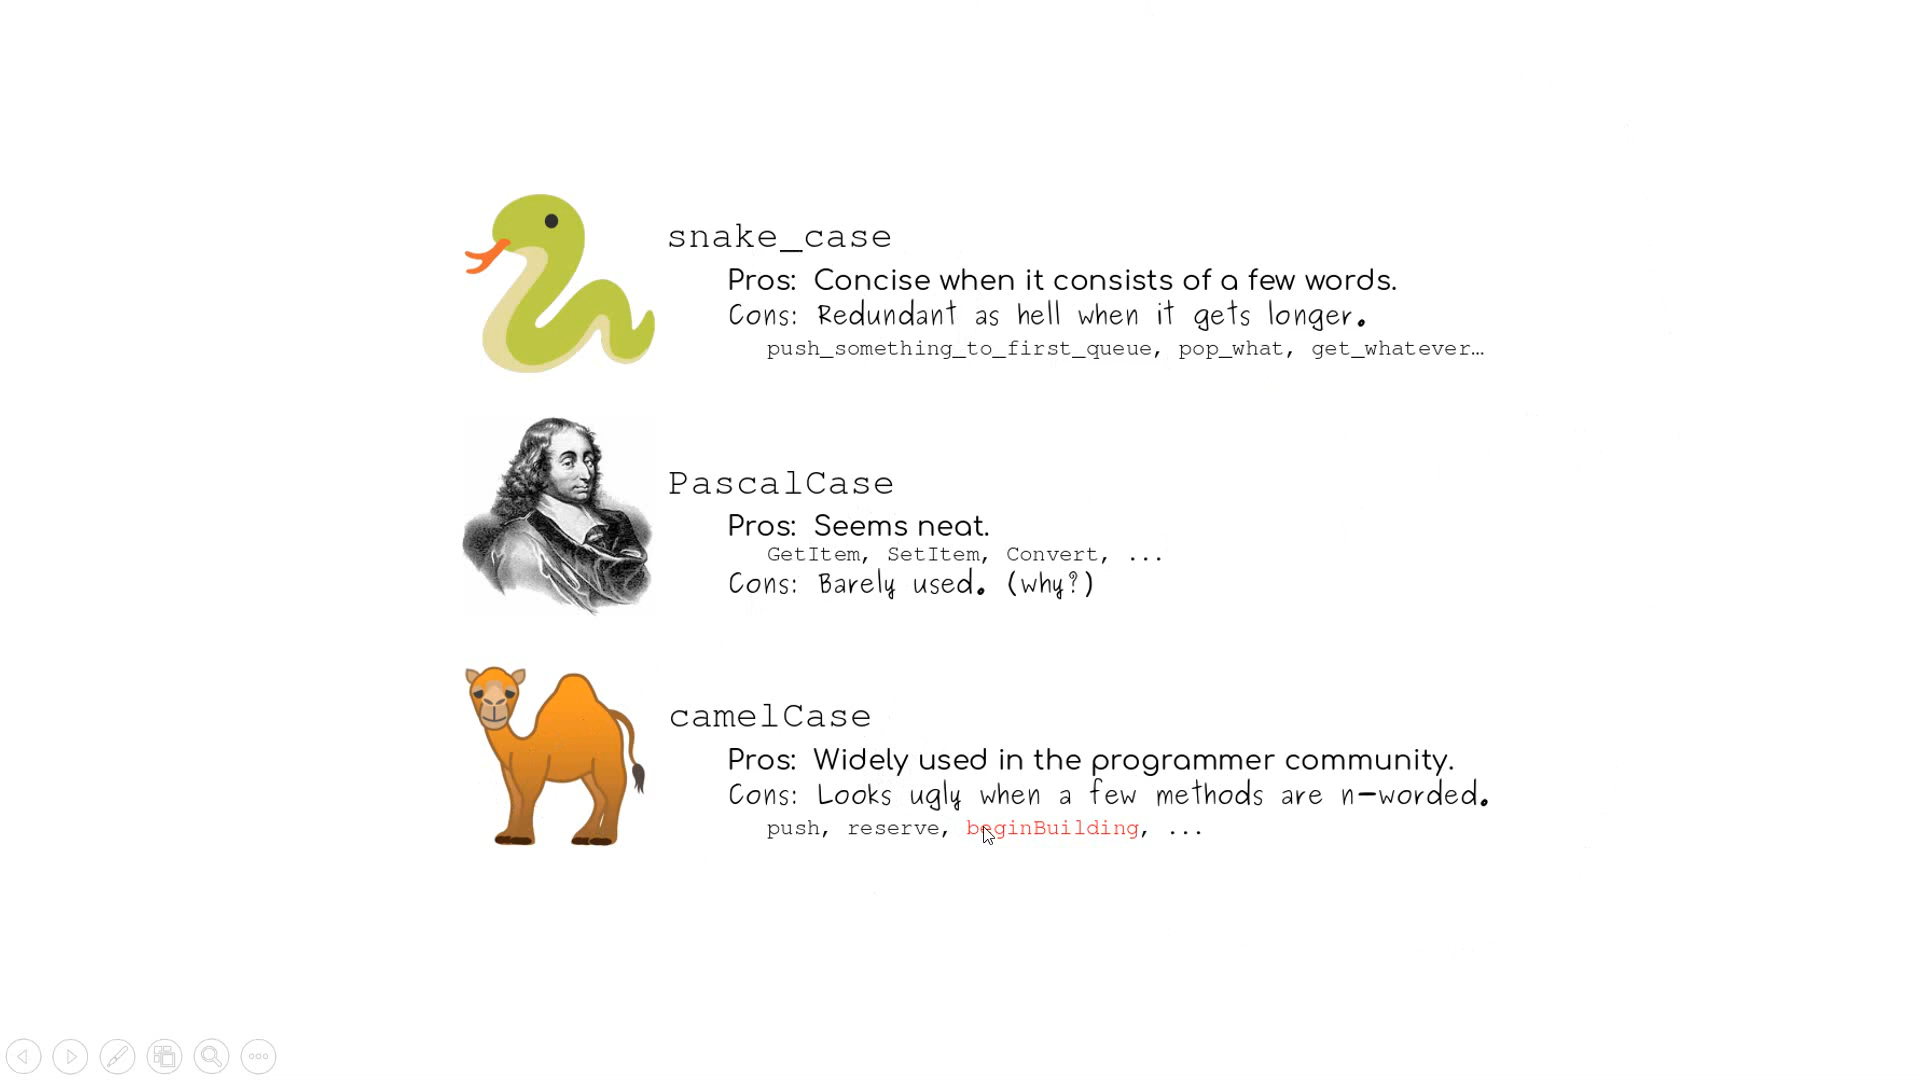 snake_case
Pros: Concise when it consists of a few words.
Cons: Redundant as hell when it gets longer.
push_something_to_first_queue, pop_what, get_whatever…
PascalCase
Pros: Seems neat.
GetItem, SetItem, Convert, ...
Cons: Barely used. (why?)
camelCase
Pros: Widely used in the programmer community.
Cons: Looks ugly when a few methods are n-worded.
push, reserve, beginBuilding, ...